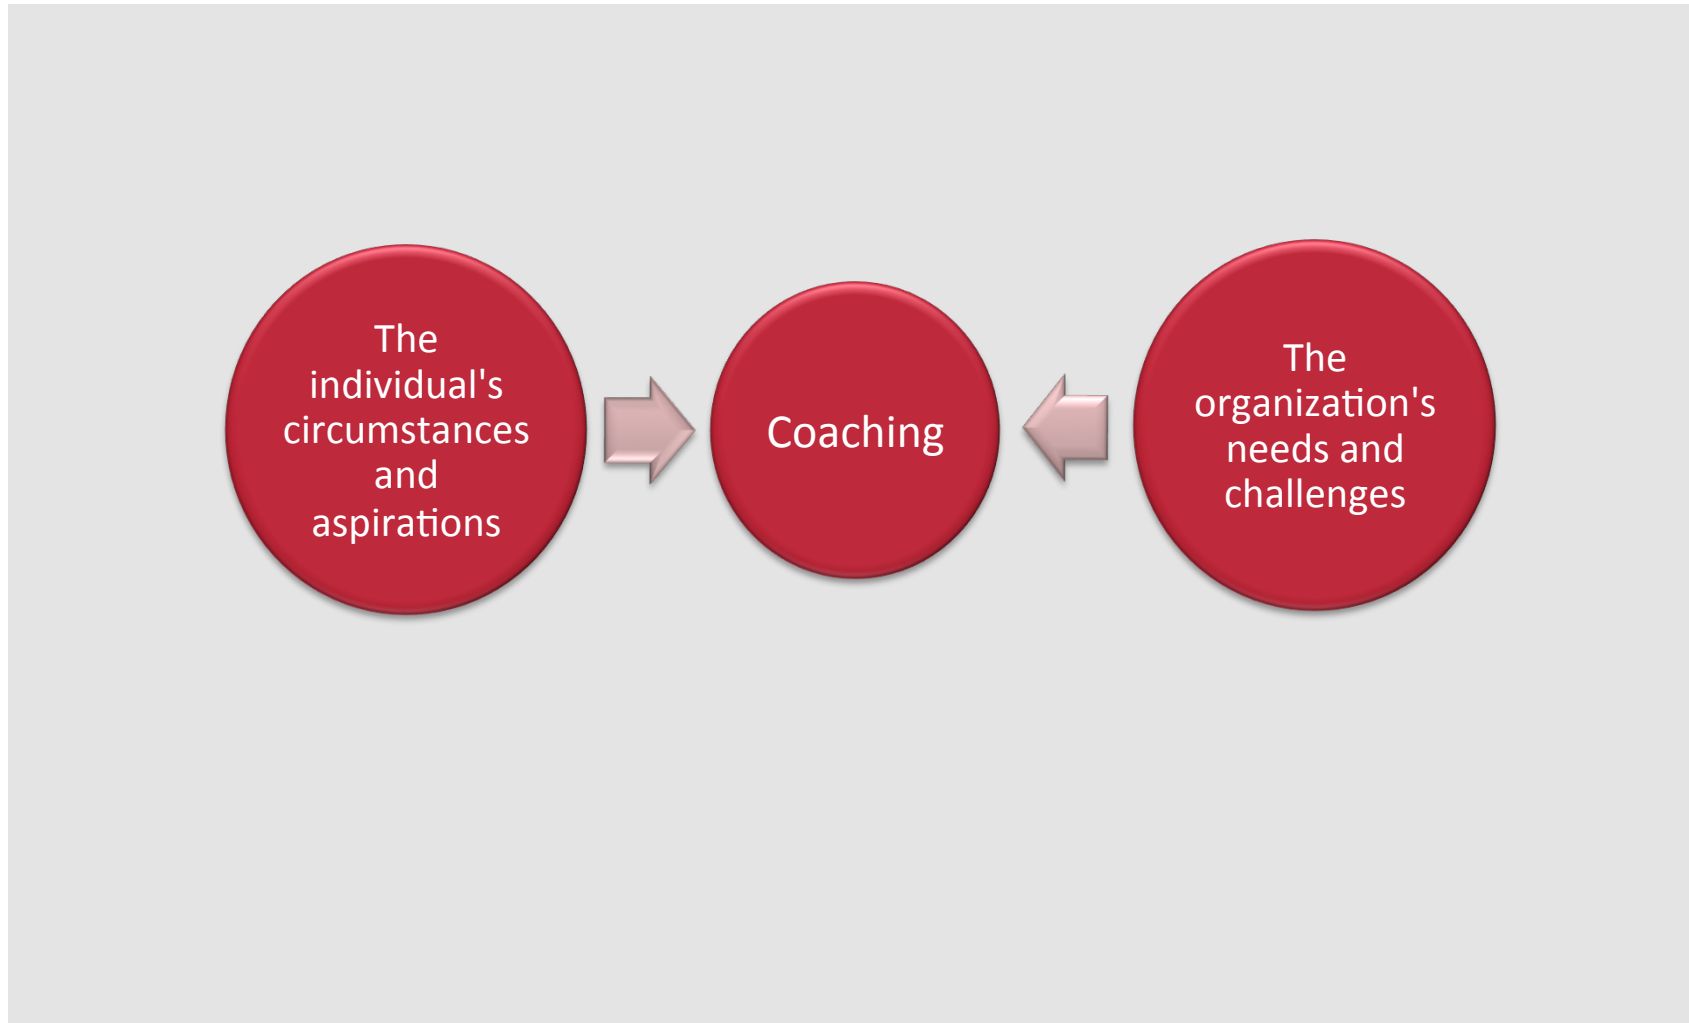 The
individual's
circumstances
and
aspirations
Coaching
The
organization's
needs and
challenges